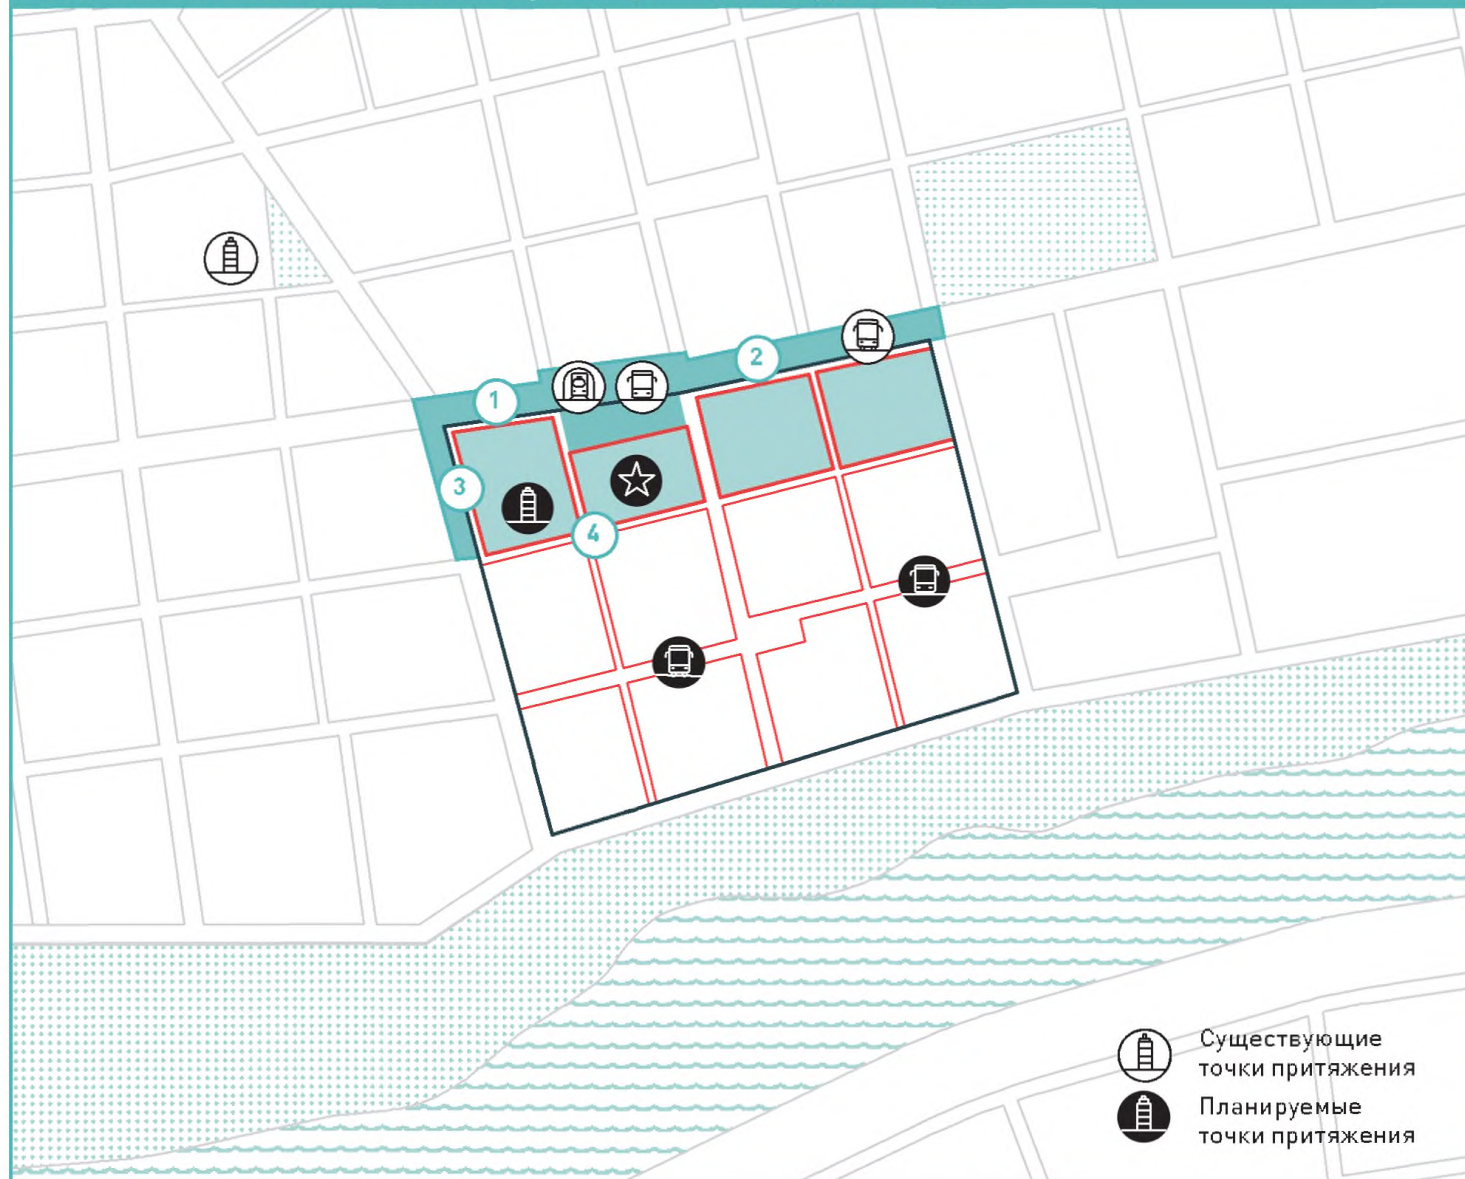 2
1
3
4
Существующие
точки притяжения
Планируемые
точки притяжения